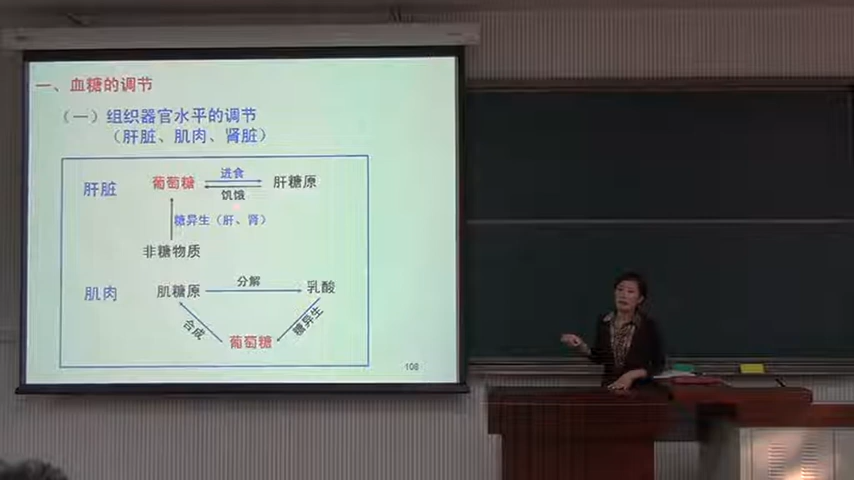 一、血糖的调节
（一）组织器官水平的调节
（肝脏、肌肉、肾脏）
肝脏 葡萄糖 进食 肝糖原
饥饿
糖异生（肝、肾）
非糖物质
肌肉 肌糖原 分解 乳酸
合成 葡萄糖 糖异生
108